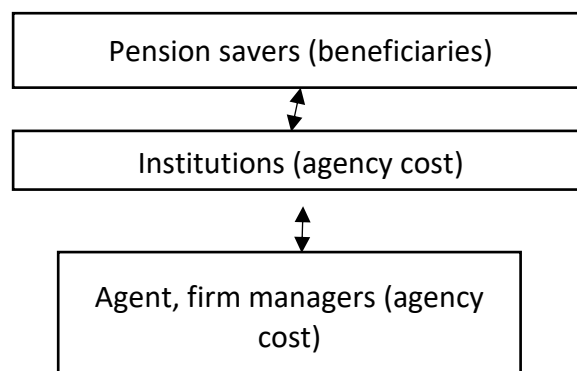 Pension savers (beneficiaries)
Institutions (agency cost)
Agent, firm managers (agency
cost)